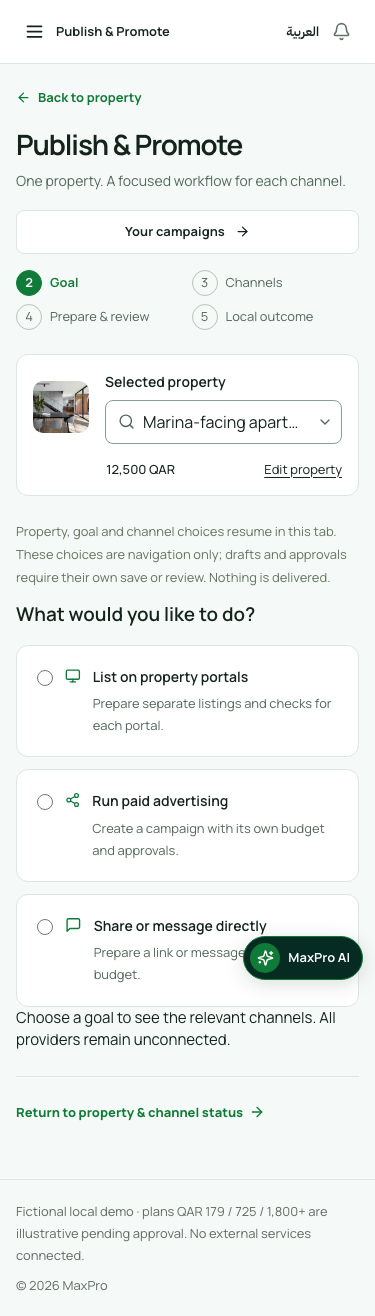 Publish & Promote
العربية
Back to property
Publish & Promote
One property. A focused workflow for each channel.
Your campaigns
2 Goal
3 Channels
4 Prepare & review
5 Local outcome
Selected property
Marina-facing apart...
12,500 QAR
Edit property
Property, goal and channel choices resume in this tab.
These choices are navigation only; drafts and approvals
require their own save or review. Nothing is delivered.
What would you like to do?
List on property portals
Prepare separate listings and checks for
each portal.
Run paid advertising
Create a campaign with its own budget
and approvals.
Share or message directly
Prepare a link or message
budget.
MaxPro AI
Choose a goal to see the relevant channels. All
providers remain unconnected.
Return to property & channel status
Fictional local demo · plans QAR 179 / 725 / 1,800+ are
illustrative pending approval. No external services
connected.
© 2026 MaxPro